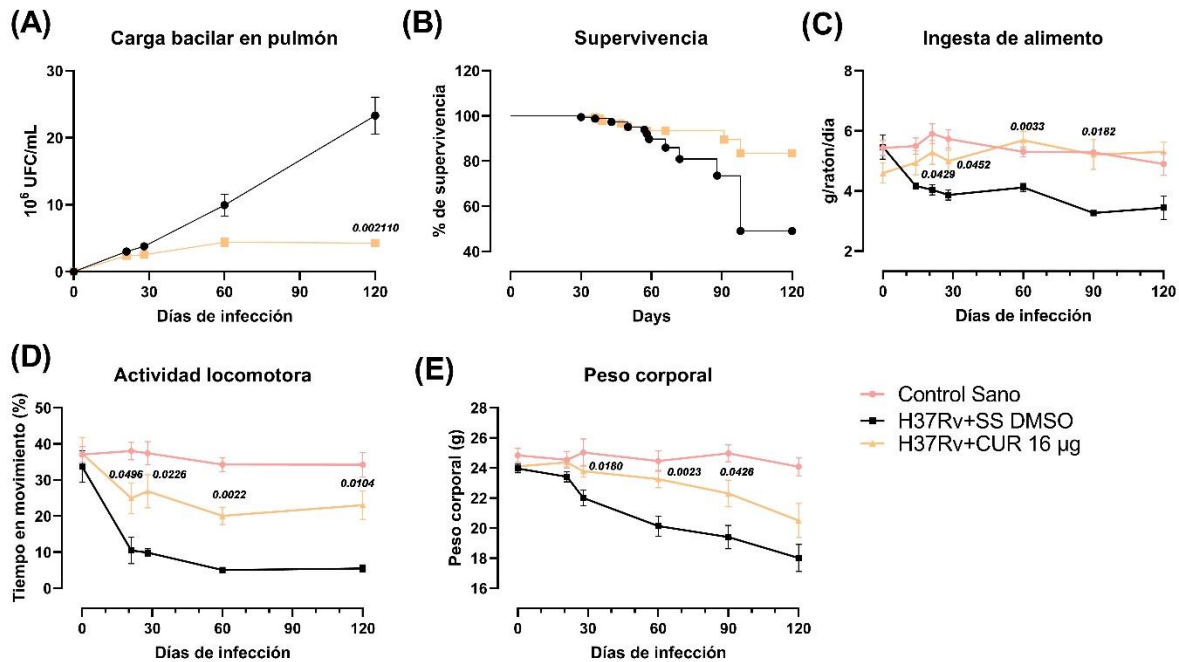 (A)
Carga bacilar en pulmón
10⁶ UFC/mL
30
20
10
0
0.002110
0 30 60 90 120
Días de infección
(B)
Supervivencia
% de supervivencia
120
100
80
60
40
0 30 60 90 120
Days
(C)
Ingesta de alimento
g/ratón/día
8
6
4
2
0.0429
0.0452
0.0033
0.0182
0 30 60 90 120
Días de infección
(D)
Actividad locomotora
Tiempo en movimiento (%)
50
40
30
20
10
0
0.0496
0.0226
0.0022
0.0104
0 30 60 90 120
Días de infección
(E)
Peso corporal
Peso corporal (g)
28
26
24
22
20
18
16
0.0180
0.0023
0.0426
0 30 60 90 120
Días de infección
Control Sano
H37Rv+SS DMSO
H37Rv+CUR 16 µg